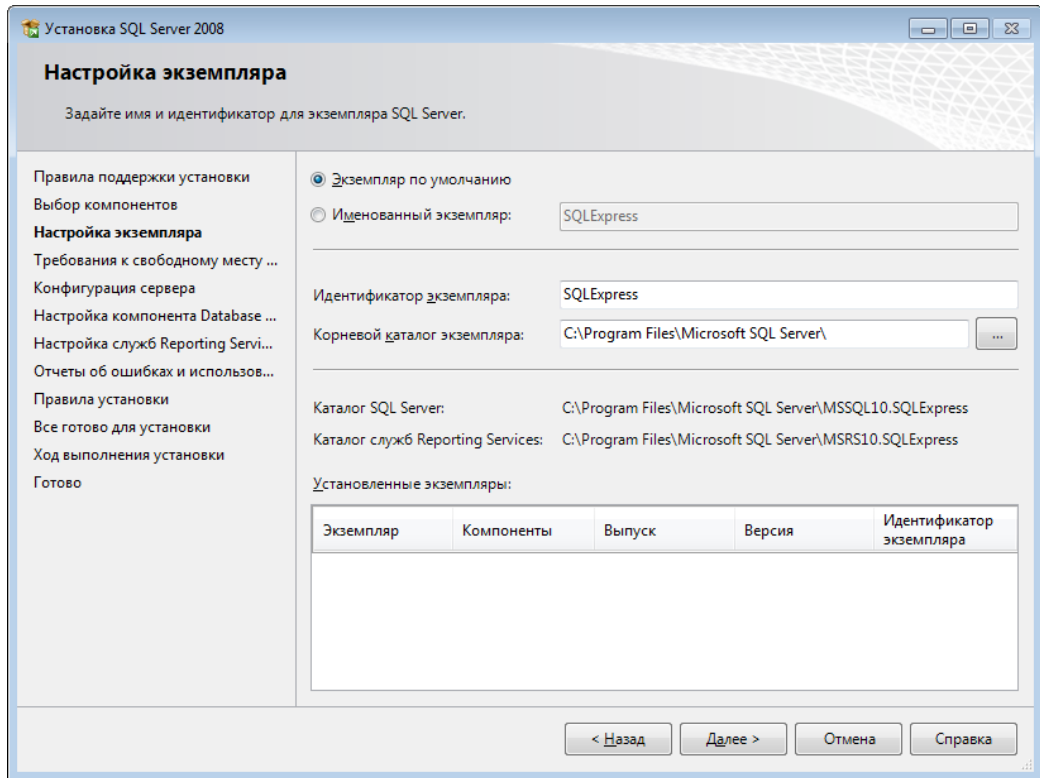 Установка SQL Server 2008
Настройка экземпляра
Задайте имя и идентификатор для экземпляра SQL Server.
Правила поддержки установки
Выбор компонентов
Настройка экземпляра
Требования к свободному месту ...
Конфигурация сервера
Настройка компонента Database ...
Настройка служб Reporting Servi...
Отчеты об ошибках и использов...
Правила установки
Все готово для установки
Ход выполнения установки
Готово
Экземпляр по умолчанию
Именованный экземпляр: SQLExpress
Идентификатор экземпляра: SQLExpress
Корневой каталог экземпляра: C:\Program Files\Microsoft SQL Server\ ...
Каталог SQL Server: C:\Program Files\Microsoft SQL Server\MSSQL10.SQLExpress
Каталог служб Reporting Services: C:\Program Files\Microsoft SQL Server\MSRS10.SQLExpress
Установленные экземпляры:
Экземпляр Компоненты Выпуск Версия Идентификатор
экземпляра
< Назад Далее > Отмена Справка